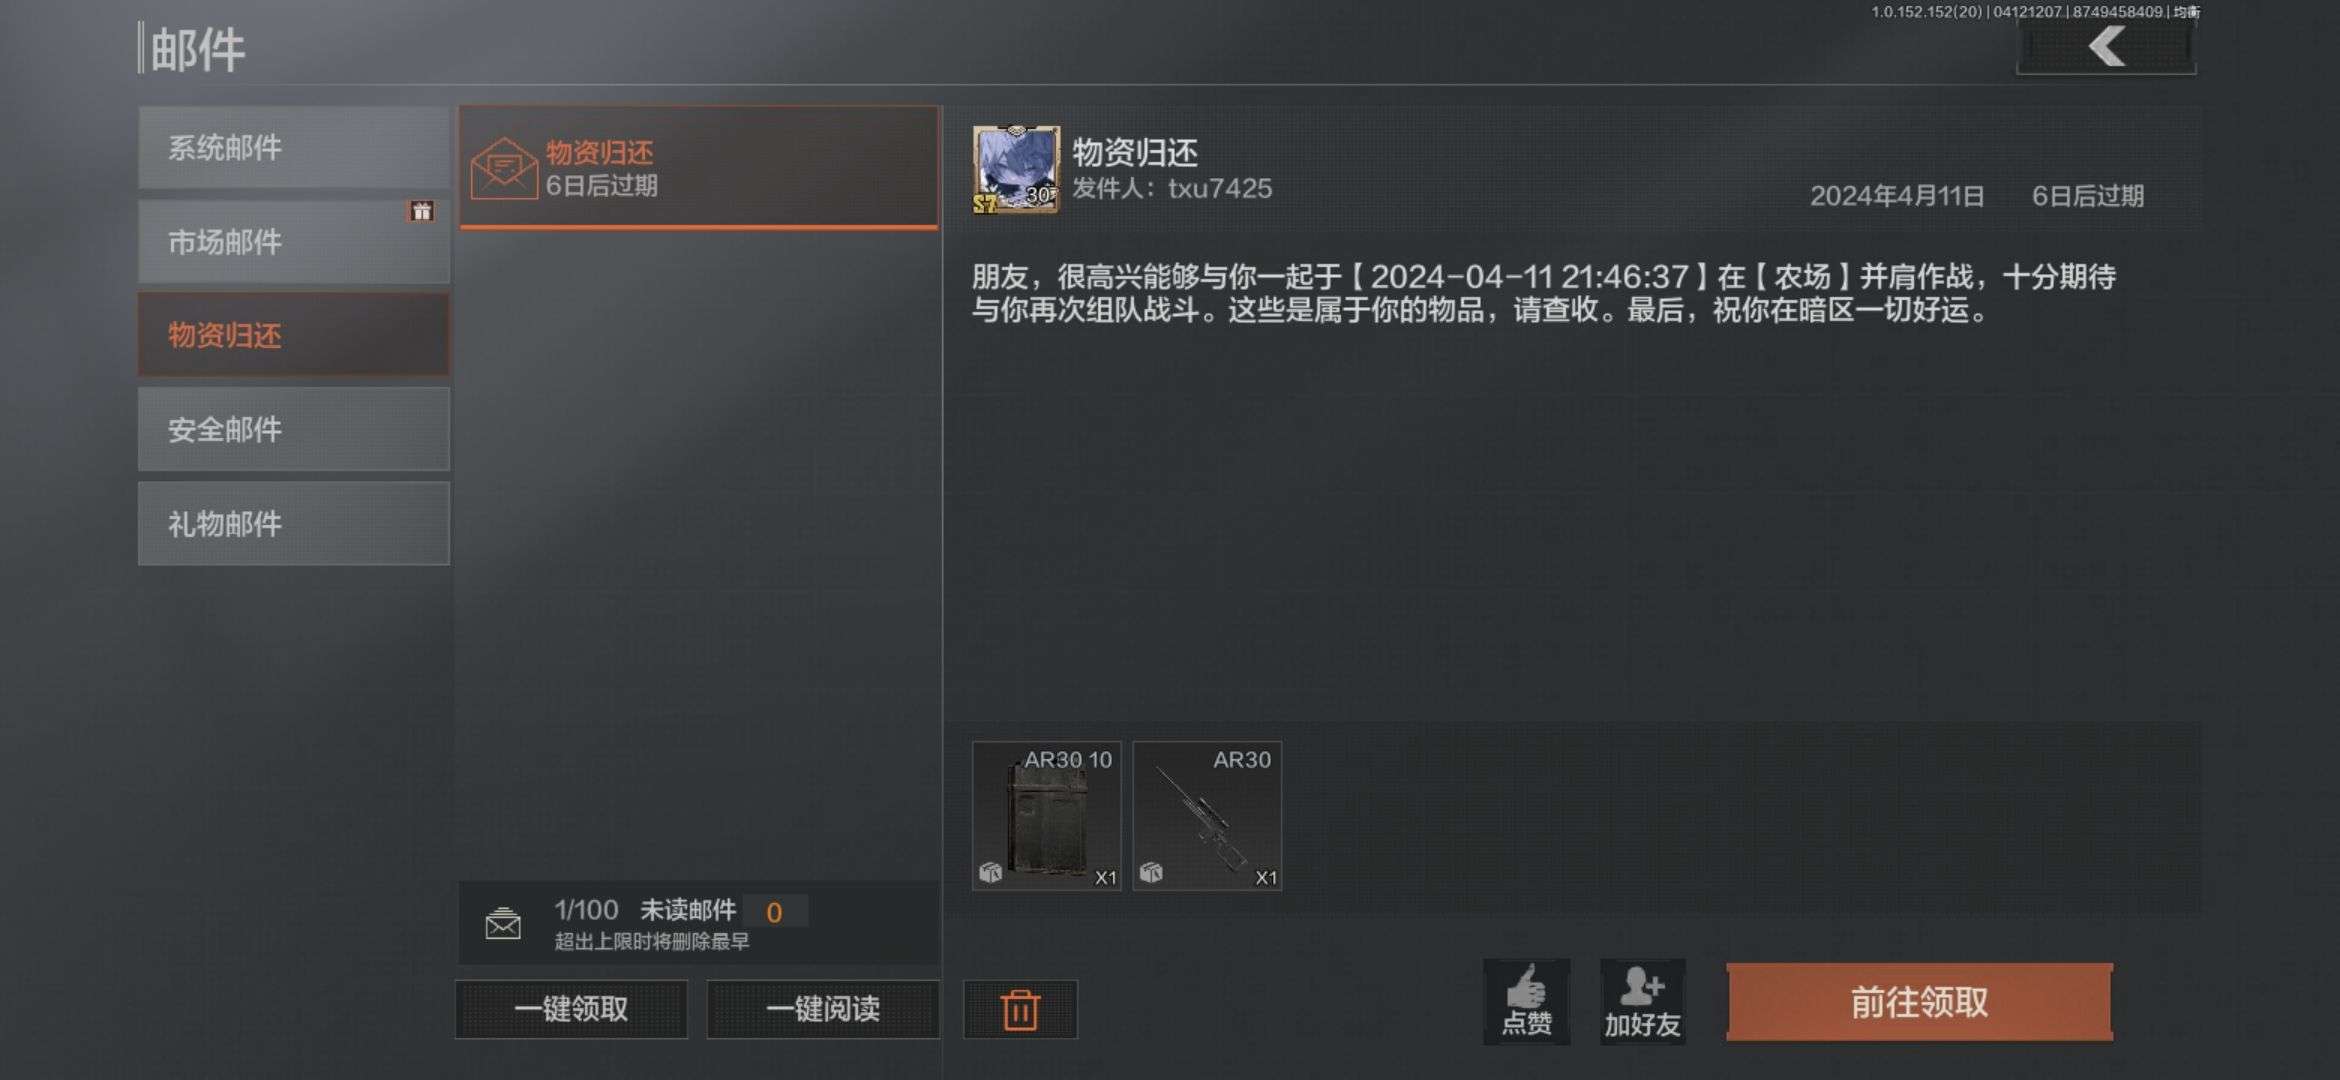 1.0.152.152(20) | 04121207 | 8749458409 | 均衡
邮件
系统邮件
市场邮件
物资归还
安全邮件
礼物邮件
物资归还
6日后过期
1/100 未读邮件 0
超出上限时将删除最早
一键领取
一键阅读
S7
30
物资归还
发件人：txu7425
2024年4月11日 6日后过期
朋友，很高兴能够与你一起于【2024-04-11 21:46:37】在【农场】并肩作战，十分期待
与你再次组队战斗。这些是属于你的物品，请查收。最后，祝你在暗区一切好运。
AR30 10
X1
AR30
X1
点赞
加好友
前往领取